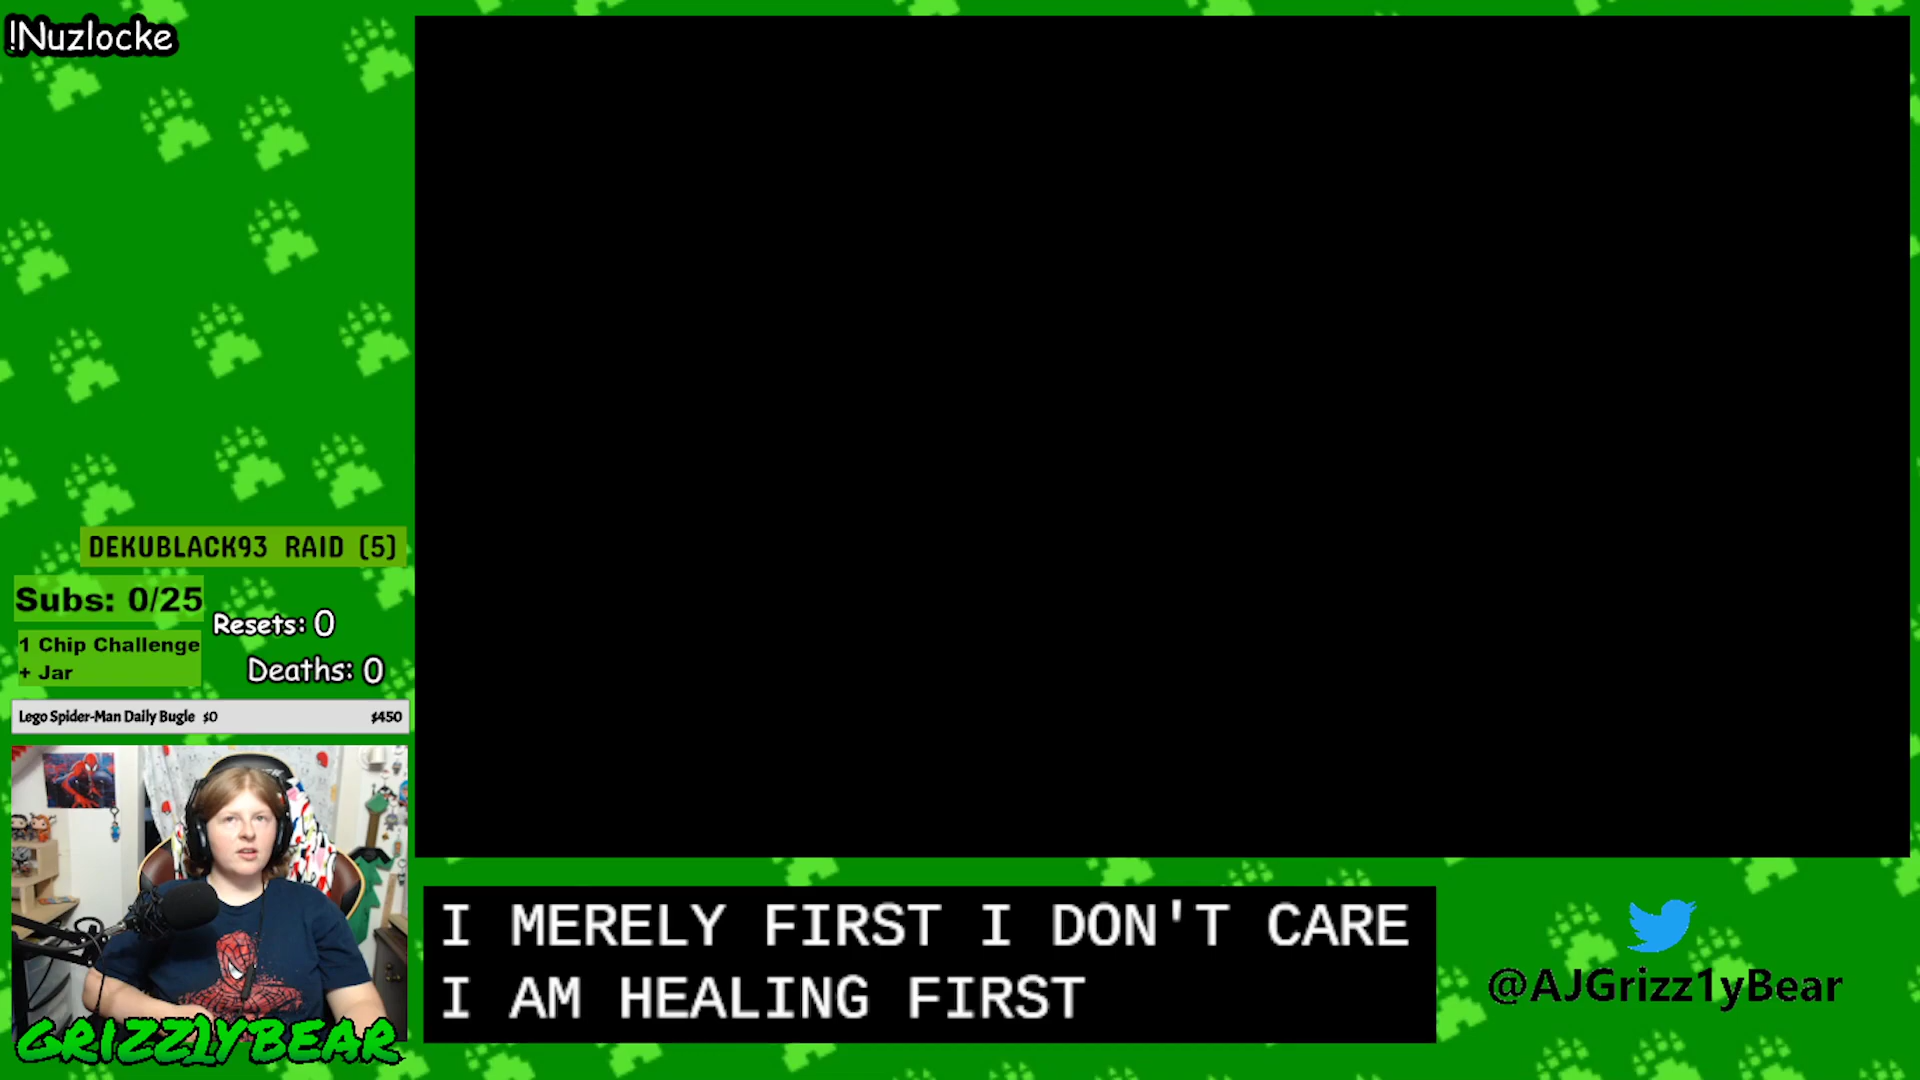 !Nuzlocke
DEKUBLACK93 RAID (5)
Subs: 0/25
Resets: 0
1 Chip Challenge
+ Jar
Deaths: 0
Lego Spider-Man Daily Bugle $0 $450
GRIZZ1YBEAR
I MERELY FIRST I DON'T CARE
I AM HEALING FIRST
@AJGrizz1yBear